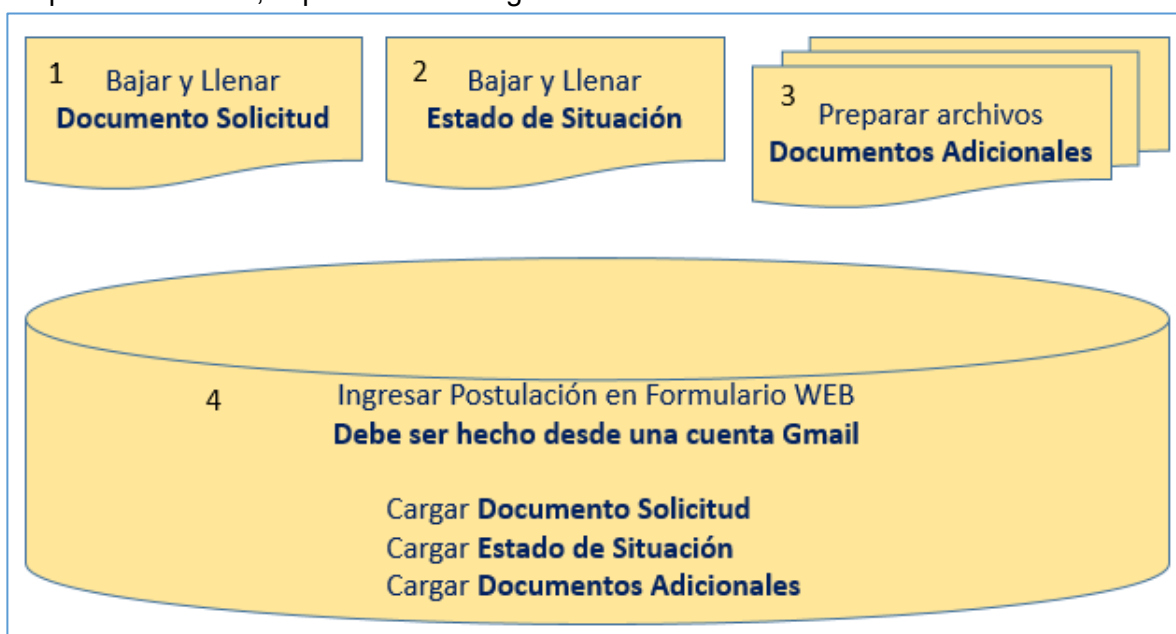 1
Bajar y Llenar
Documento Solicitud
2
Bajar y Llenar
Estado de Situación
3
Preparar archivos
Documentos Adicionales
4
Ingresar Postulación en Formulario WEB
Debe ser hecho desde una cuenta Gmail
Cargar Documento Solicitud
Cargar Estado de Situación
Cargar Documentos Adicionales